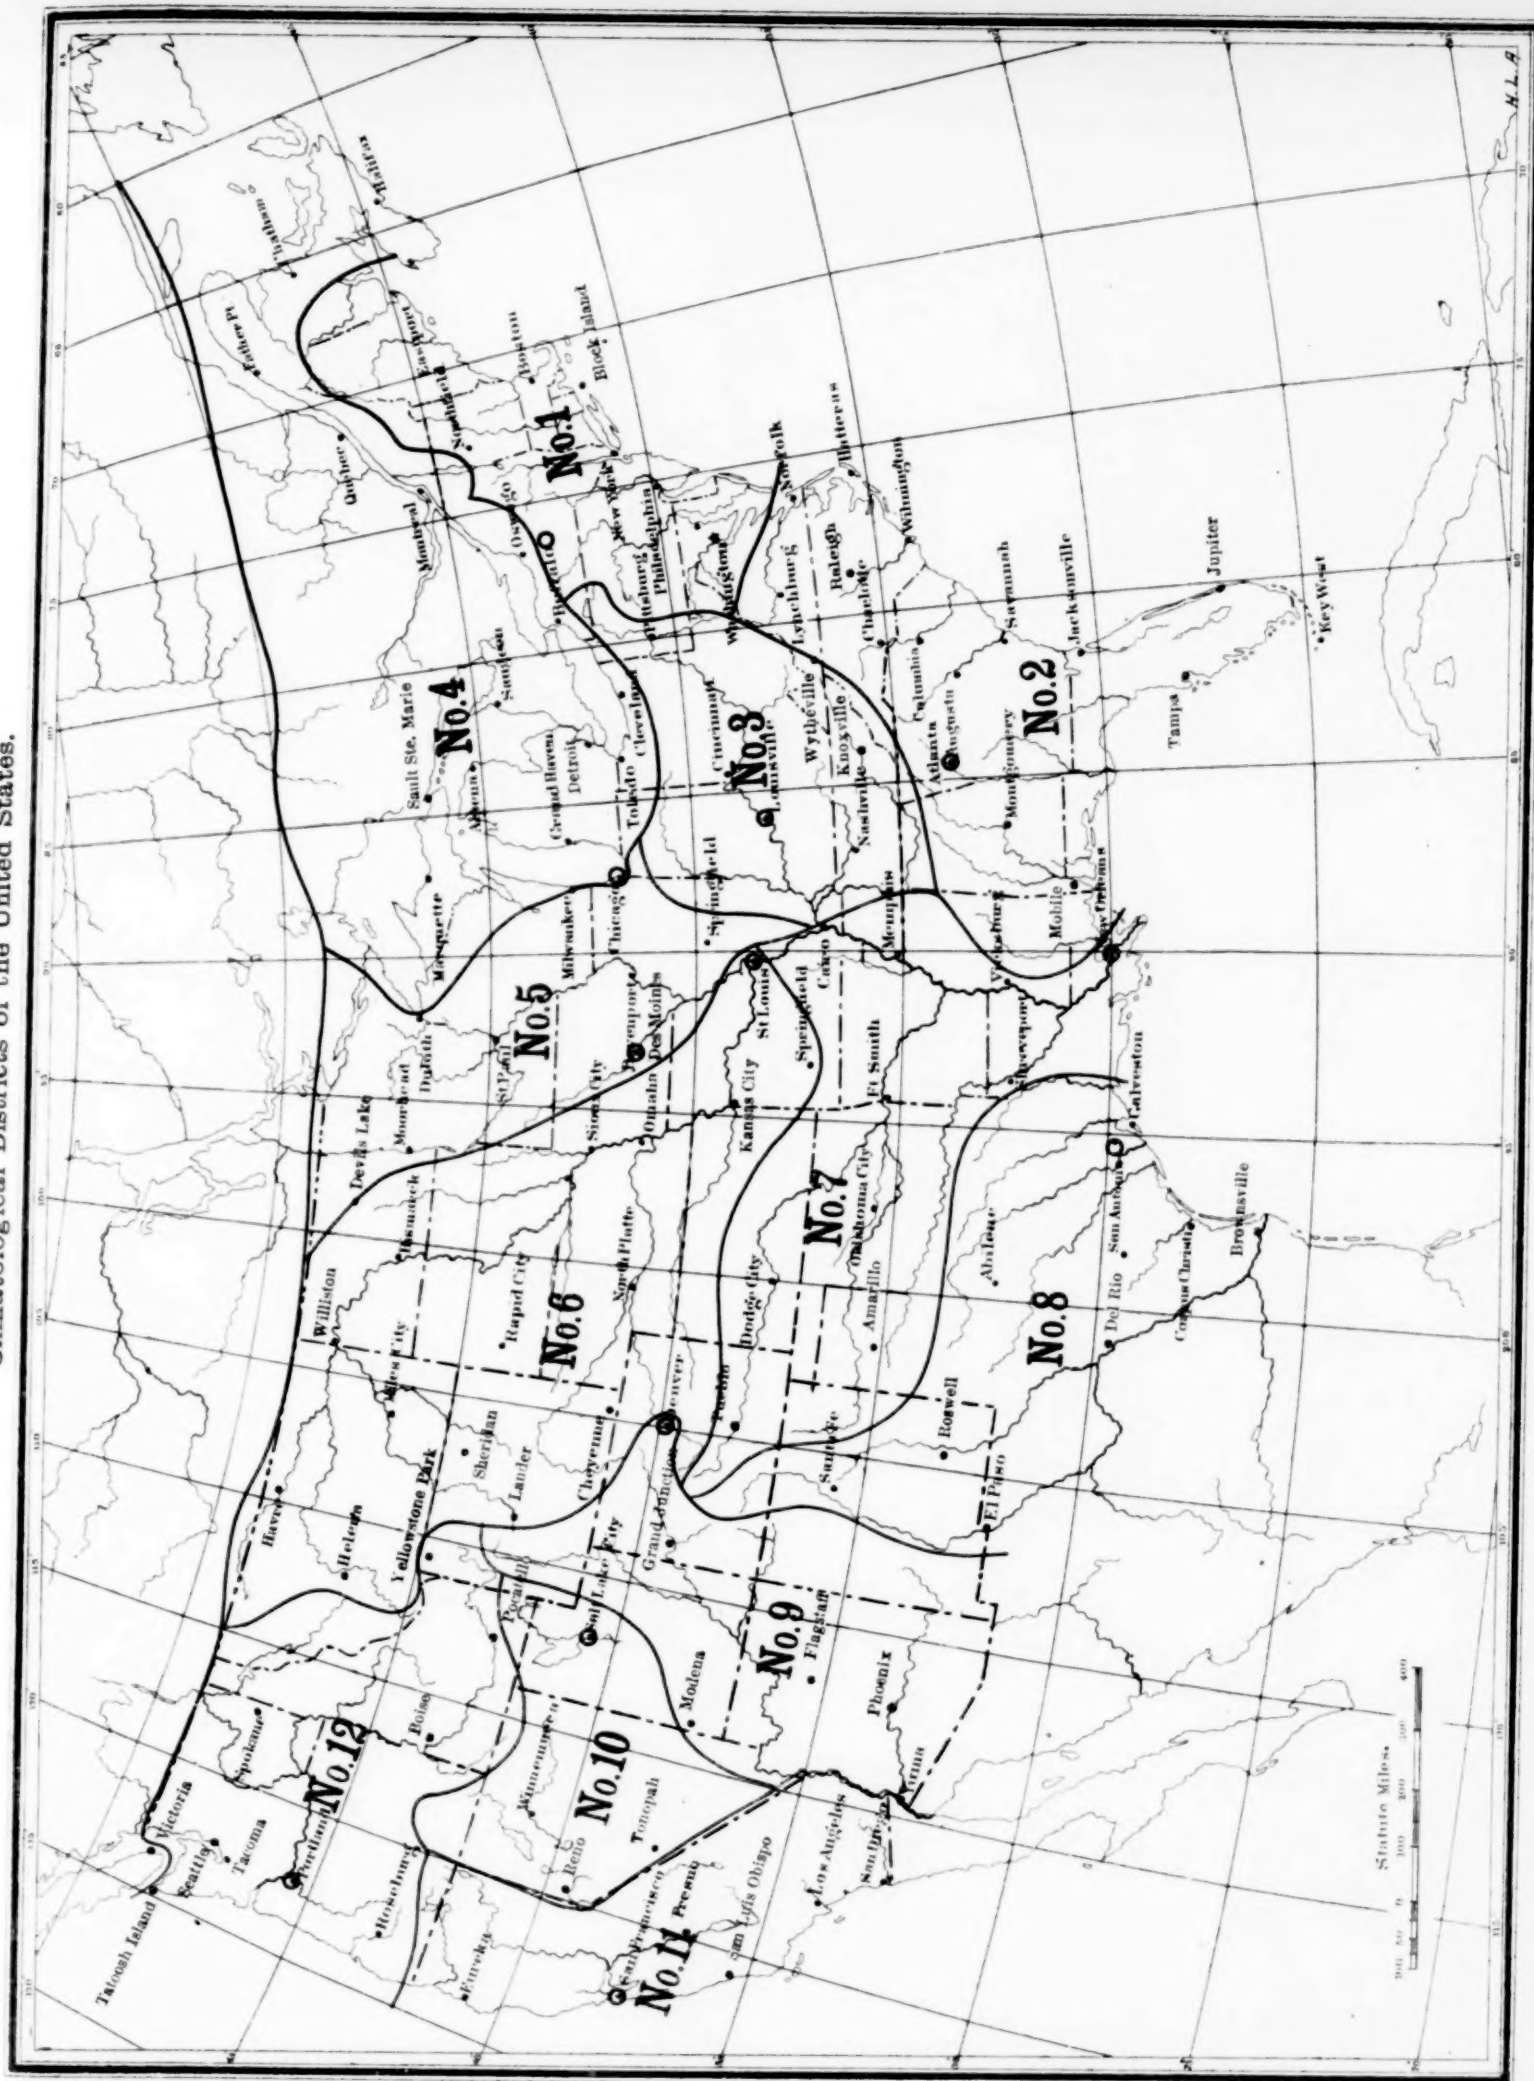 Climatological Districts of the United States.
Tatoosh Island
Victoria
Seattle
Tacoma
Spokane
No.12
Portland
Roseburg
Boise
Eureka
Winnemucca
No.10
Reno
Tonopah
San Francisco
No.11
Fresno
San Luis Obispo
Los Angeles
San Diego
Yuma
Phoenix
Flagstaff
No.9
Modena
Salt Lake City
Pocatello
Grand Junction
Havre
Helena
Yellowstone Park
Miles City
Sheridan
Lander
Cheyenne
Denver
Pueblo
Santa Fe
Roswell
El Paso
Williston
Bismarck
Rapid City
No.6
North Platte
Dodge City
Amarillo
Oklahoma City
No.7
Abilene
No.8
Del Rio
San Antonio
Corpus Christi
Brownsville
Galveston
Devils Lake
Moorhead
Duluth
St Paul
No.5
Sioux City
Omaha
Davenport
Des Moines
Kansas City
St Louis
Springfield
Ft Smith
Shreveport
Cairo
Memphis
Vicksburg
New Orleans
Mobile
Marquette
Milwaukee
Chicago
Springfield
Sault Ste. Marie
No.4
Alpena
Saugeen
Grand Haven
Detroit
Toledo
Cleveland
Cincinnati
No.3
Louisville
Wytheville
Knoxville
Nashville
Atlanta
Augusta
Columbia
Charlotte
Montgomery
No.2
Savannah
Jacksonville
Tampa
Jupiter
Key West
Father Pt.
Chatham
Halifax
Quebec
Montreal
Northfield
Eastport
Boston
Block Island
No.1
Oswego
Buffalo
New York
Philadelphia
Pittsburg
Washington
Lynchburg
Norfolk
Raleigh
Hatteras
Wilmington
Statute Miles.
0 100 200 300 400
H.L.A